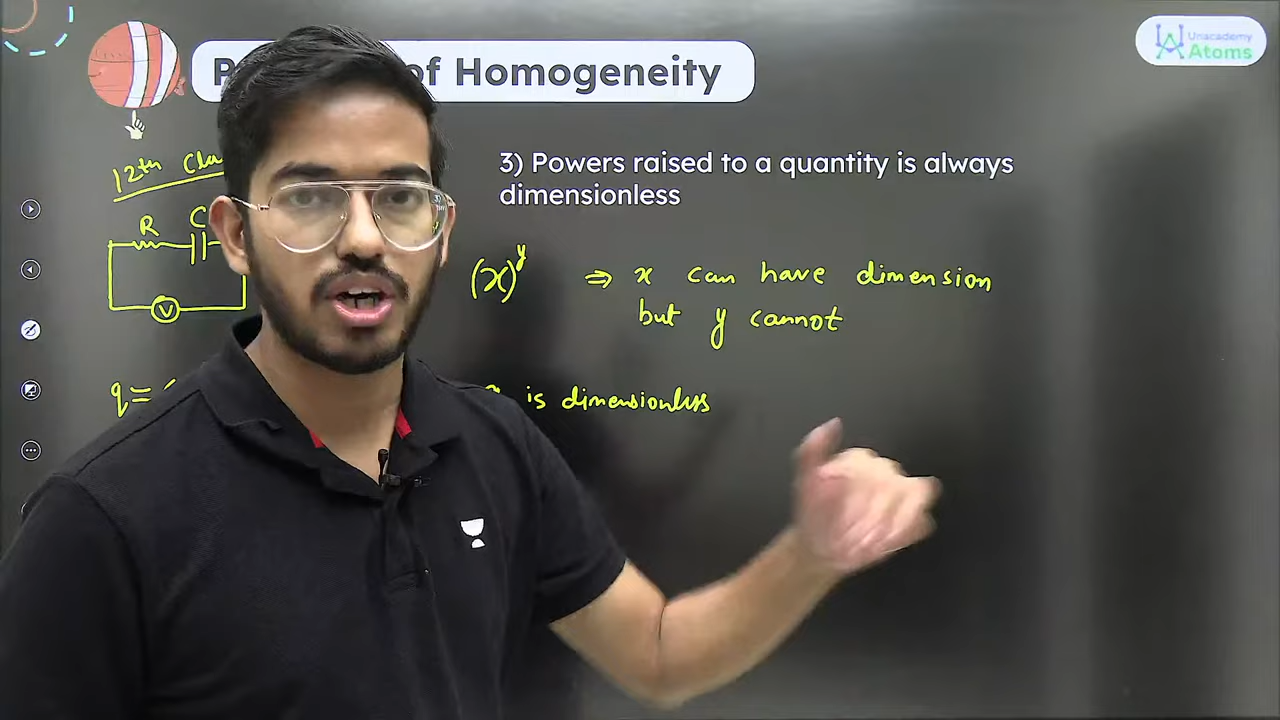 of Homogeneity
Unacademy
Atoms
12th
3) Powers raised to a quantity is always
dimensionless
R C
V
(x)^y ⇒ x can have dimension
but y cannot
q =
is dimensionless